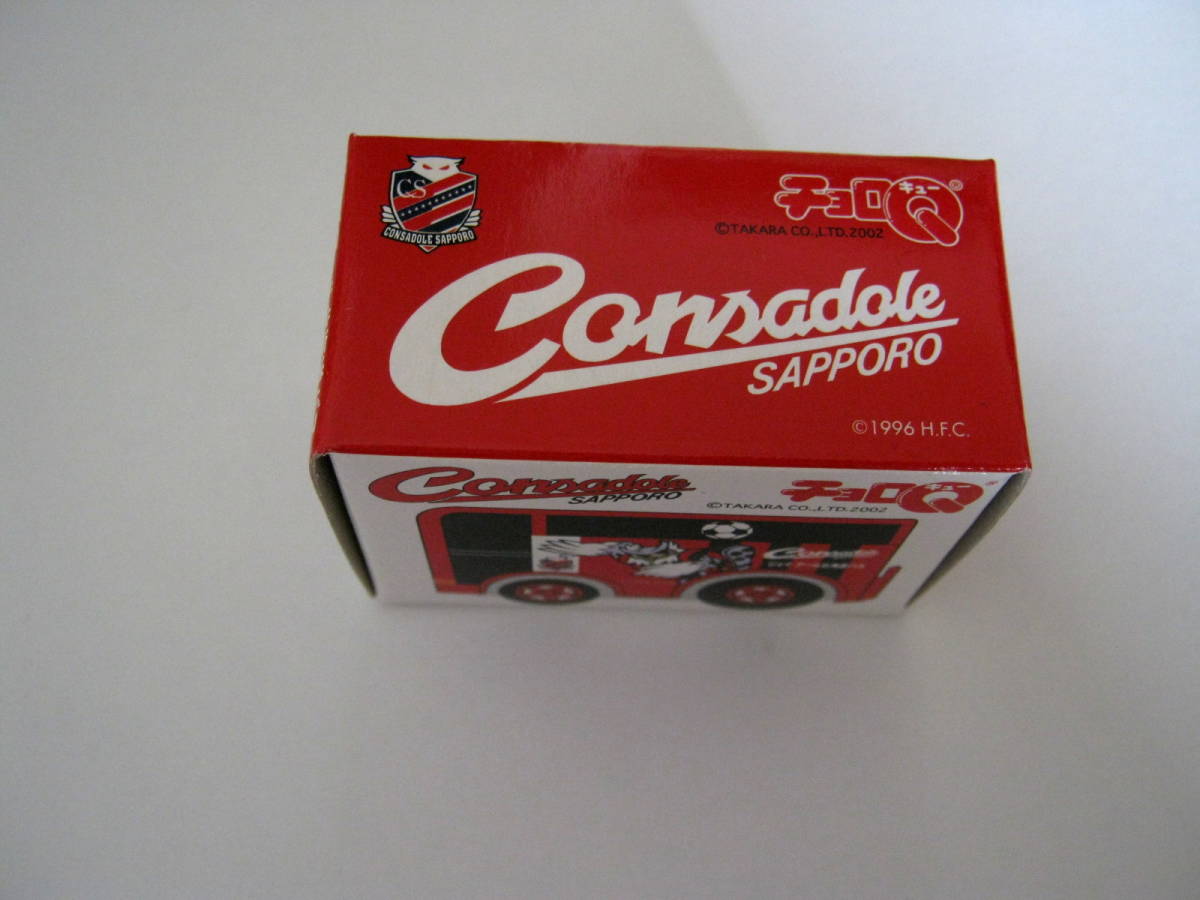 CS
CONSADOLE SAPPORO
チョロQ
キュー
©TAKARA CO.,LTD.2002
Consadole
SAPPORO
©1996 H.F.C.
Consadole
SAPPORO
チョロQ
キュー
©TAKARA CO.,LTD.2002
Consadole